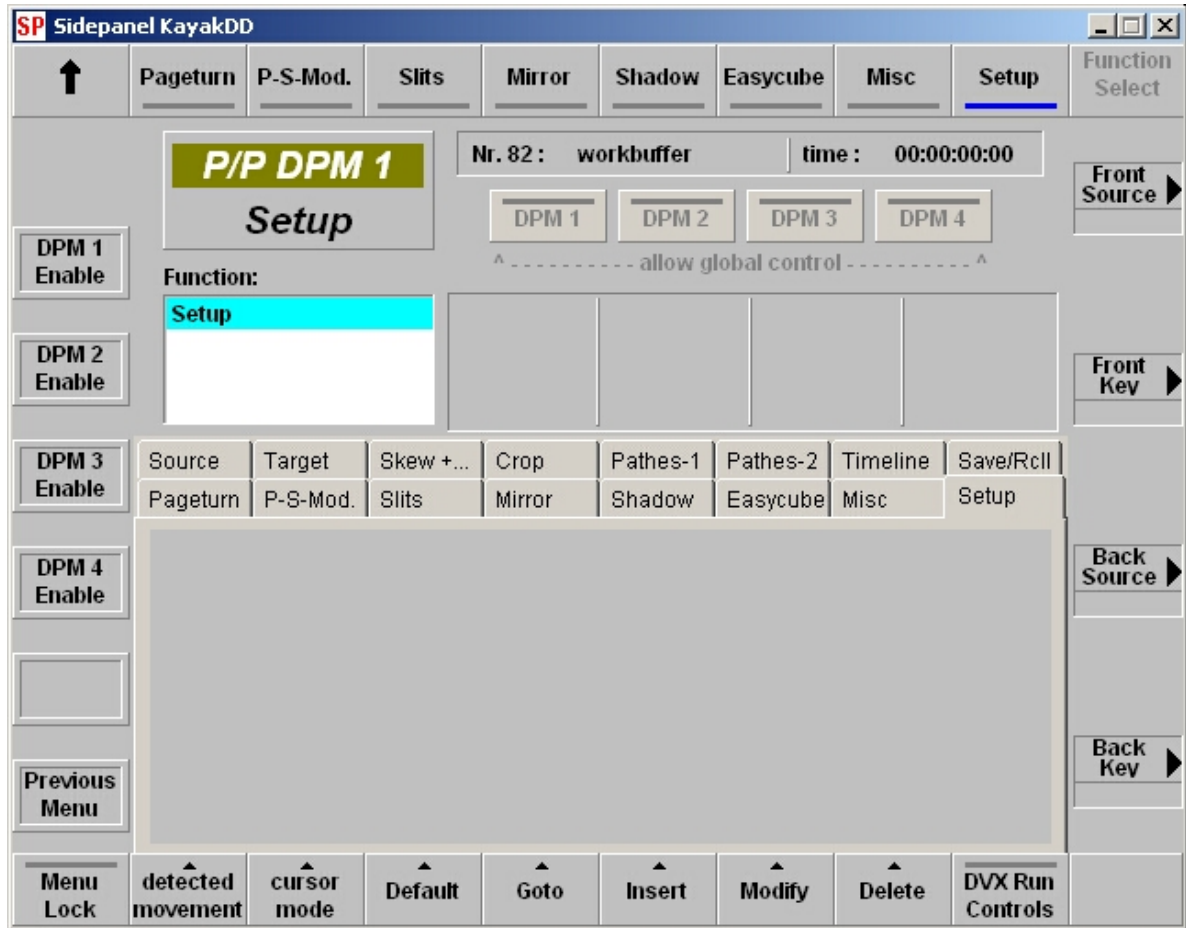 SP Sidepanel KayakDD
Pageturn P-S-Mod. Slits Mirror Shadow Easycube Misc Setup Function Select
P/P DPM 1
Setup
Nr. 82 : workbuffer time : 00:00:00:00
DPM 1 DPM 2 DPM 3 DPM 4
^ - - - - - - - - - - allow global control - - - - - - - - - - ^
Function:
Setup
DPM 1
Enable
DPM 2
Enable
DPM 3
Enable
DPM 4
Enable
Previous
Menu
Source Target Skew +... Crop Pathes-1 Pathes-2 Timeline Save/Rcll
Pageturn P-S-Mod. Slits Mirror Shadow Easycube Misc Setup
Front
Source
Front
Key
Back
Source
Back
Key
Menu Lock detected movement cursor mode Default Goto Insert Modify Delete DVX Run Controls